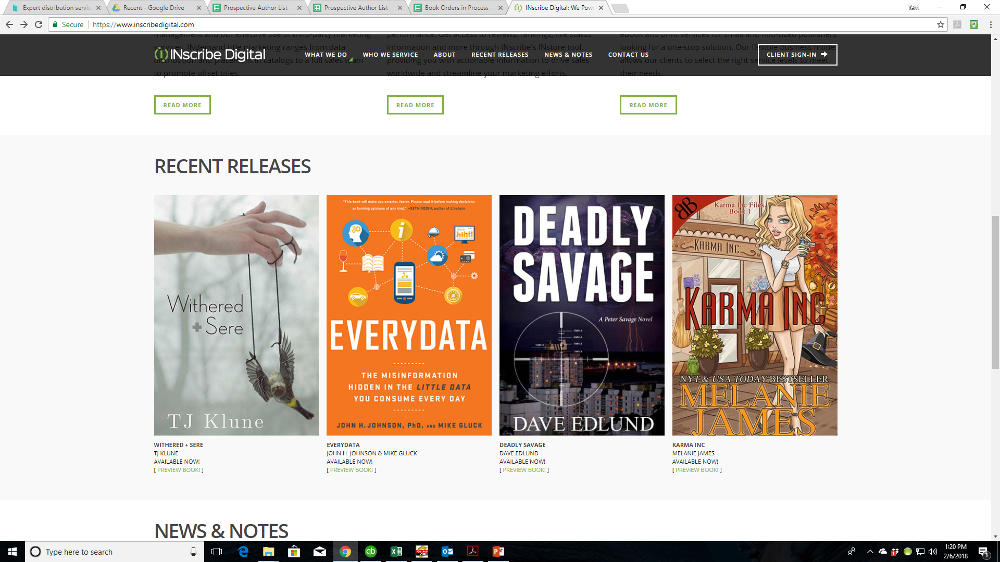 Expert distribution servic
Recent - Google Drive
Prospective Author List -
Prospective Author List -
Book Orders in Process -
INscribe Digital: We Pow
Terri
Secure
https://www.inscribedigital.com
management and our effective use of third-party marketing
services. INdemand title marketing ranges from data
distribution and placement in catalogs to a full sales team
to promote offset titles.
performance. Get access to reviews, rankings, live status
information and more through INscribe's INstore tool,
providing you with actionable information to drive sales
worldwide and streamline your marketing efforts.
eBook and print services for small and mid-sized publishers
looking for a one-stop solution. Our flexible business model
allows our clients to select the right service levels to meet
their needs.
INscribe Digital
WHAT WE DO
WHO WE SERVICE
ABOUT
RECENT RELEASES
NEWS & NOTES
CONTACT US
CLIENT SIGN-IN
READ MORE
READ MORE
READ MORE
RECENT RELEASES
Withered
+ Sere
TJ Klune
"This book will make you smarter, faster. Please read it before making decisions
or forming opinions of any kind." —SETH GODIN, author of Linchpin
i
EVERYDATA
THE MISINFORMATION
HIDDEN IN THE LITTLE DATA
YOU CONSUME EVERY DAY
JOHN H. JOHNSON, PhD, AND MIKE GLUCK
DEADLY
SAVAGE
A Peter Savage Novel
DAVE EDLUND
Karma Inc Files,
Book 1
KARMA INC
KARMA INC
NYT & USA TODAY BESTSELLER
MELANIE
JAMES
WITHERED + SERE
TJ KLUNE
AVAILABLE NOW!
[ PREVIEW BOOK! ]
EVERYDATA
JOHN H. JOHNSON & MIKE GLUCK
AVAILABLE NOW!
[ PREVIEW BOOK! ]
DEADLY SAVAGE
DAVE EDLUND
AVAILABLE NOW!
[ PREVIEW BOOK! ]
KARMA INC
MELANIE JAMES
AVAILABLE NOW!
[ PREVIEW BOOK! ]
NEWS & NOTES
Type here to search
1:20 PM
2/6/2018
1